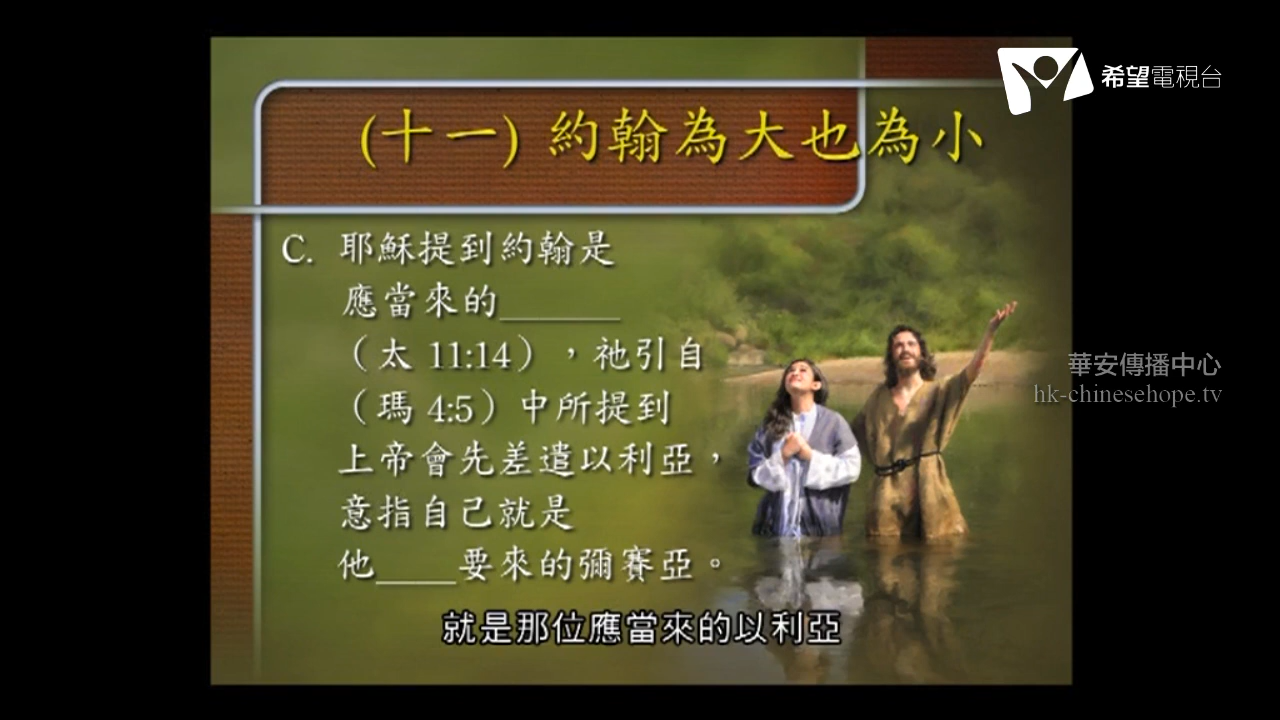 希望電視台
(十一) 約翰為大也為小
C. 耶穌提到約翰是
應當來的______
（太 11:14），祂引自
（瑪 4:5）中所提到
上帝會先差遣以利亞，
意指自己就是
他____要來的彌賽亞。
華安傳播中心
hk-chinesehope.tv
就是那位應當來的以利亞